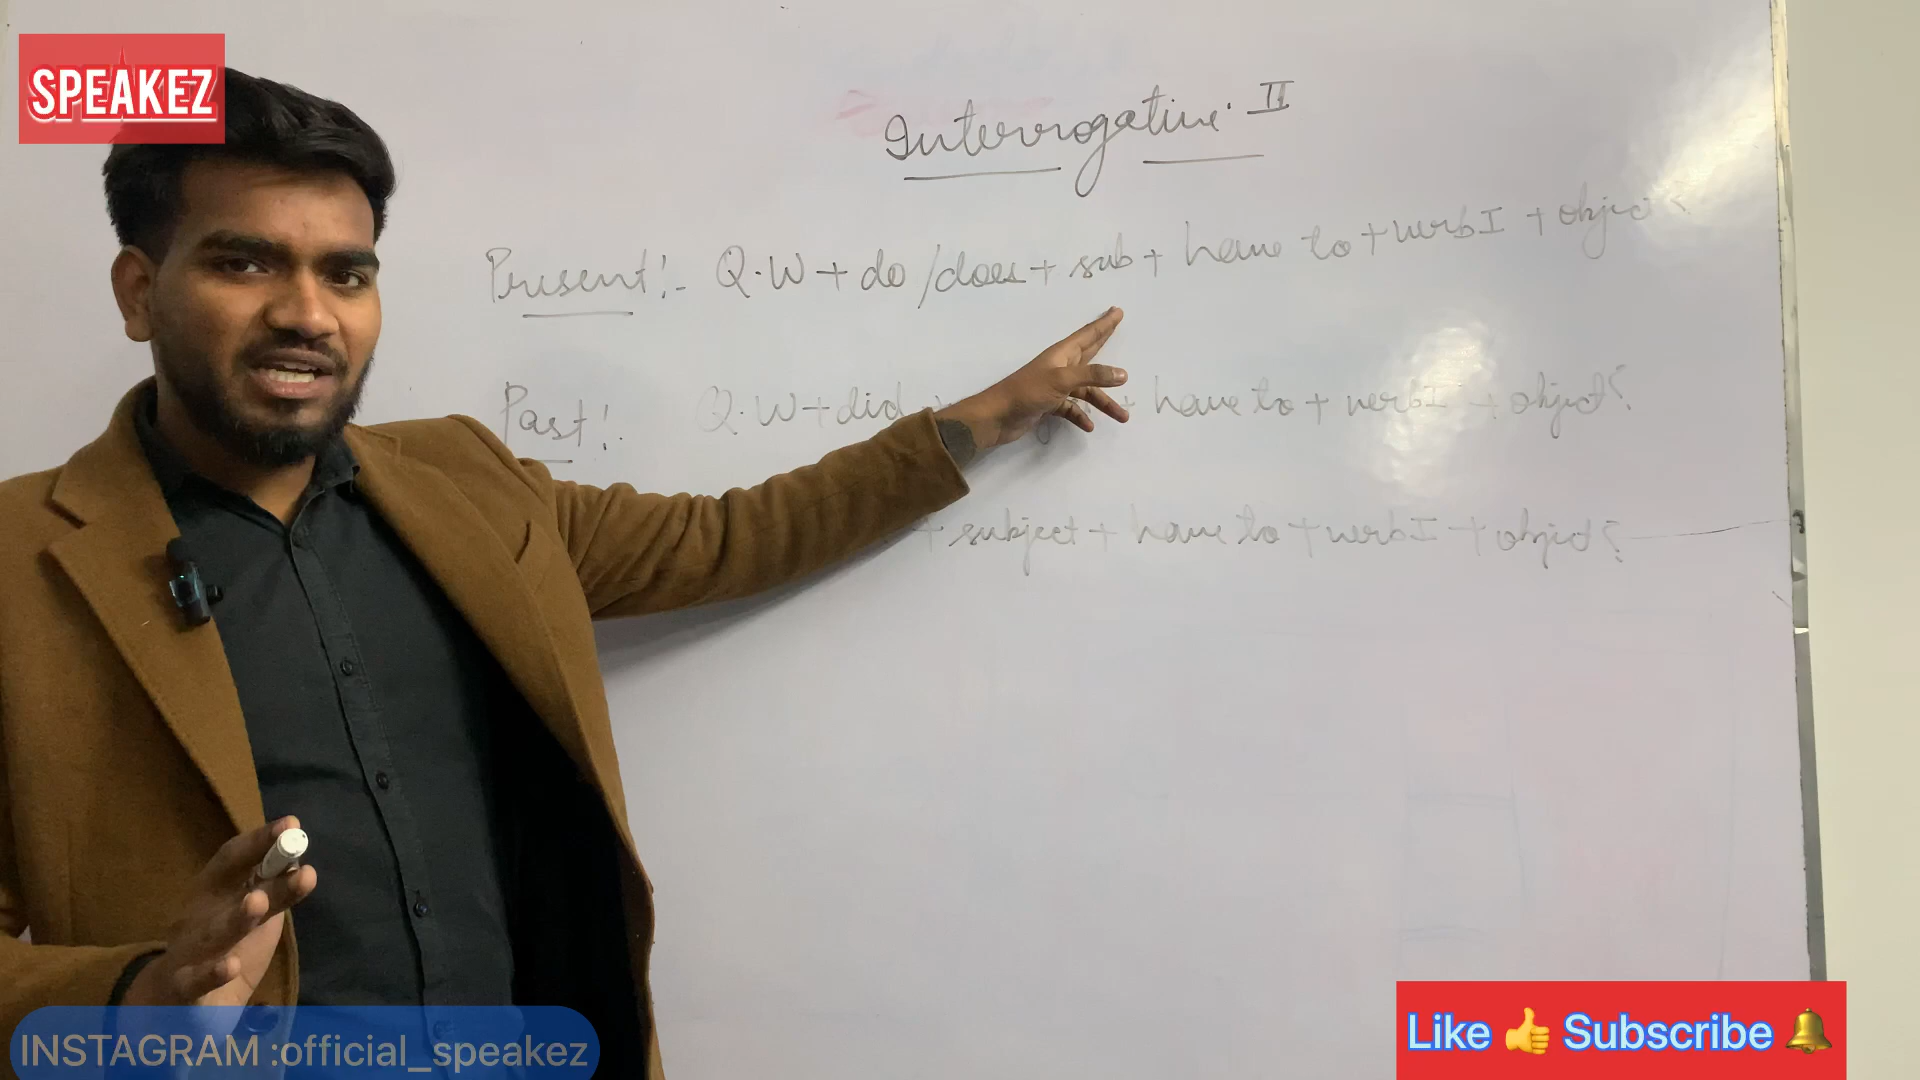 SPEAKEZ
Interrogative: II
Present:- Q.W + do /does + sub + have to + verb I + object?
Past:- Q.W + did + + have to + verb I + object?
+ subject + have to + verb I + object?
INSTAGRAM :official_speakez
Like 👍 Subscribe 🔔